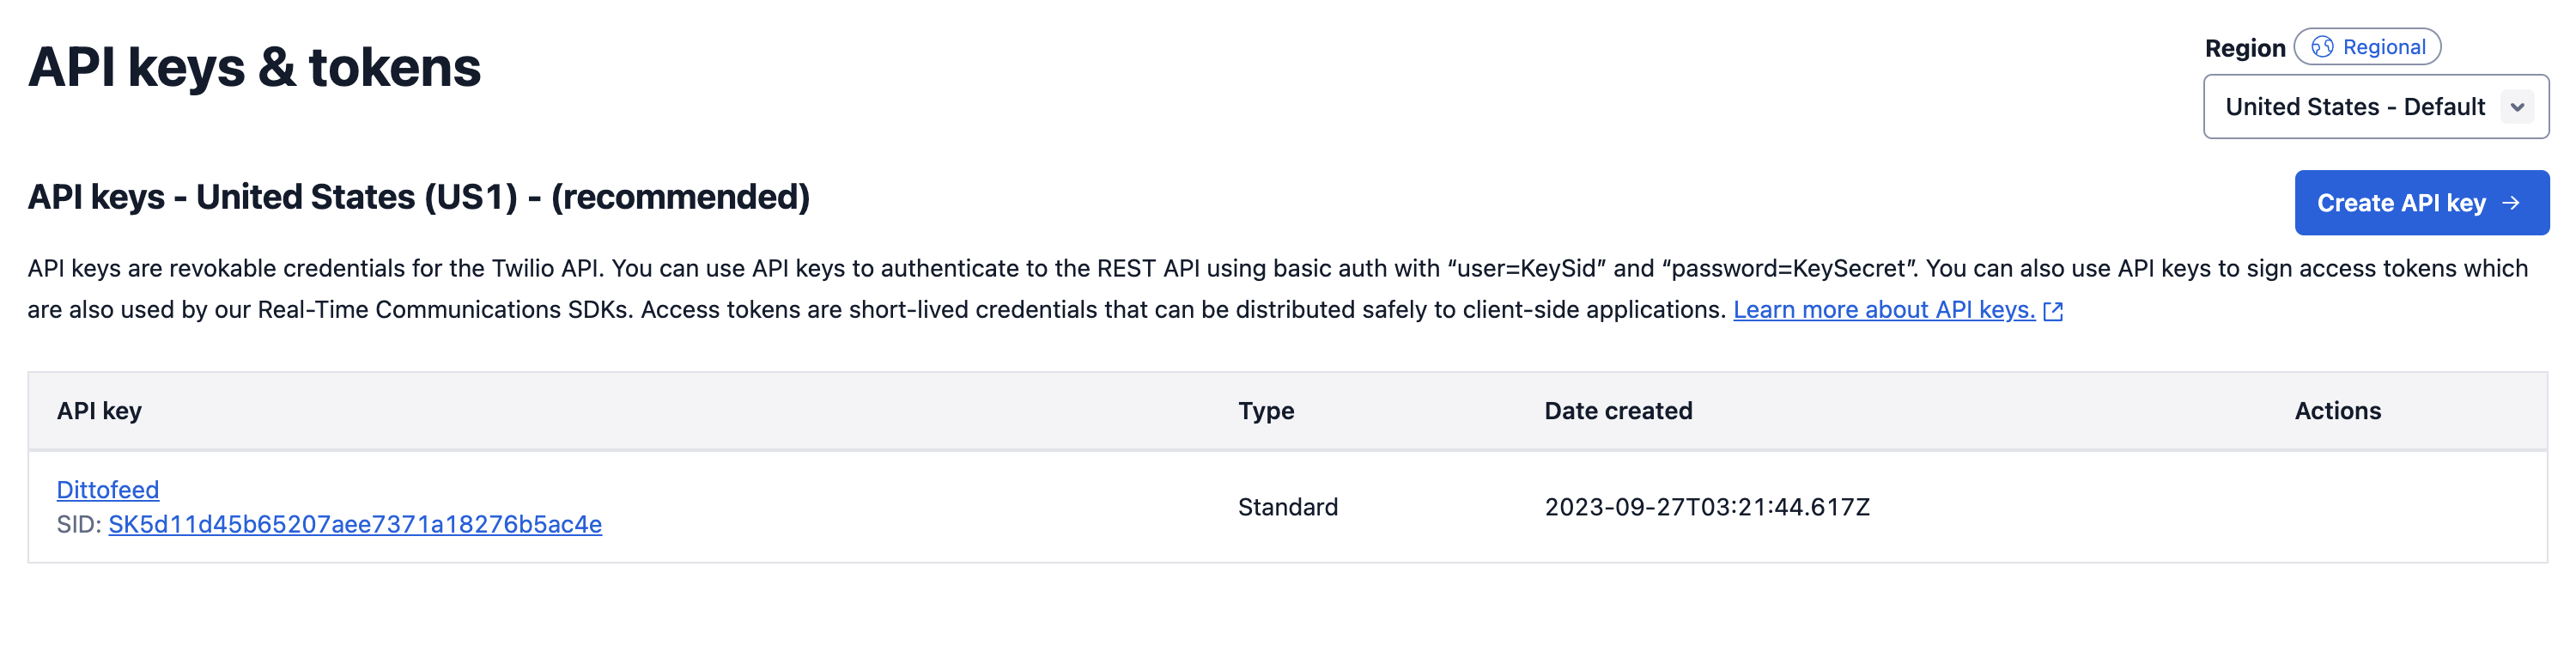 API keys & tokens
Region Regional
United States - Default
API keys - United States (US1) - (recommended)
Create API key →
API keys are revokable credentials for the Twilio API. You can use API keys to authenticate to the REST API using basic auth with “user=KeySid” and “password=KeySecret”. You can also use API keys to sign access tokens which
are also used by our Real-Time Communications SDKs. Access tokens are short-lived credentials that can be distributed safely to client-side applications. Learn more about API keys.
API key Type Date created Actions
Dittofeed
SID: SK5d11d45b65207aee7371a18276b5ac4e
Standard 2023-09-27T03:21:44.617Z